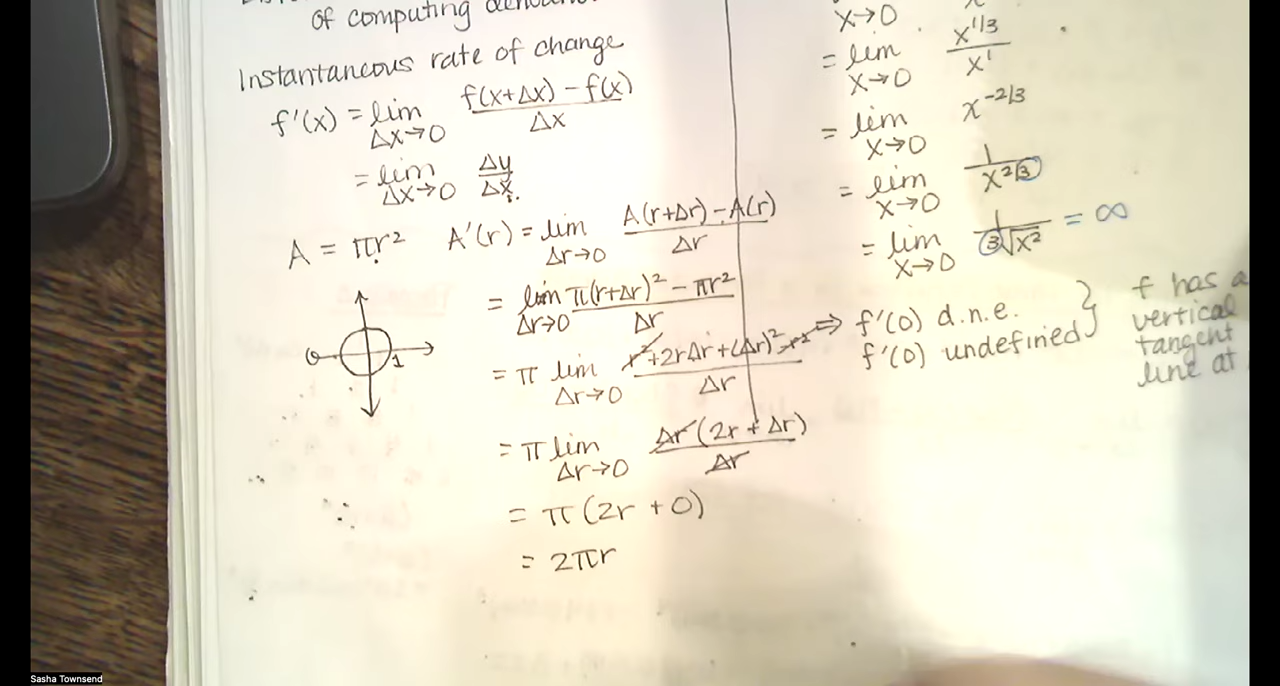 of computing
Instantaneous rate of change
f'(x) = lim Δx→0 f(x+Δx) - f(x) / Δx
= lim Δx→0 Δy / Δx
A = πr² A'(r) = lim Δr→0 A(r+Δr) - A(r) / Δr
= lim Δr→0 π(r+Δr)² - πr² / Δr
= π lim Δr→0 r² + 2rΔr + (Δr)² - r² / Δr
1
= π lim Δr→0 Δr(2r + Δr) / Δr
= π(2r + 0)
= 2πr
x→0
= lim x→0 x^1/3 / x^1
= lim x→0 x^-2/3
= lim x→0 1 / x^2/3
= lim x→0 1 / ³√x² = ∞
⇒ f'(0) d.n.e.
f'(0) undefined
f has a
vertical
tangent
line at
Sasha Townsend